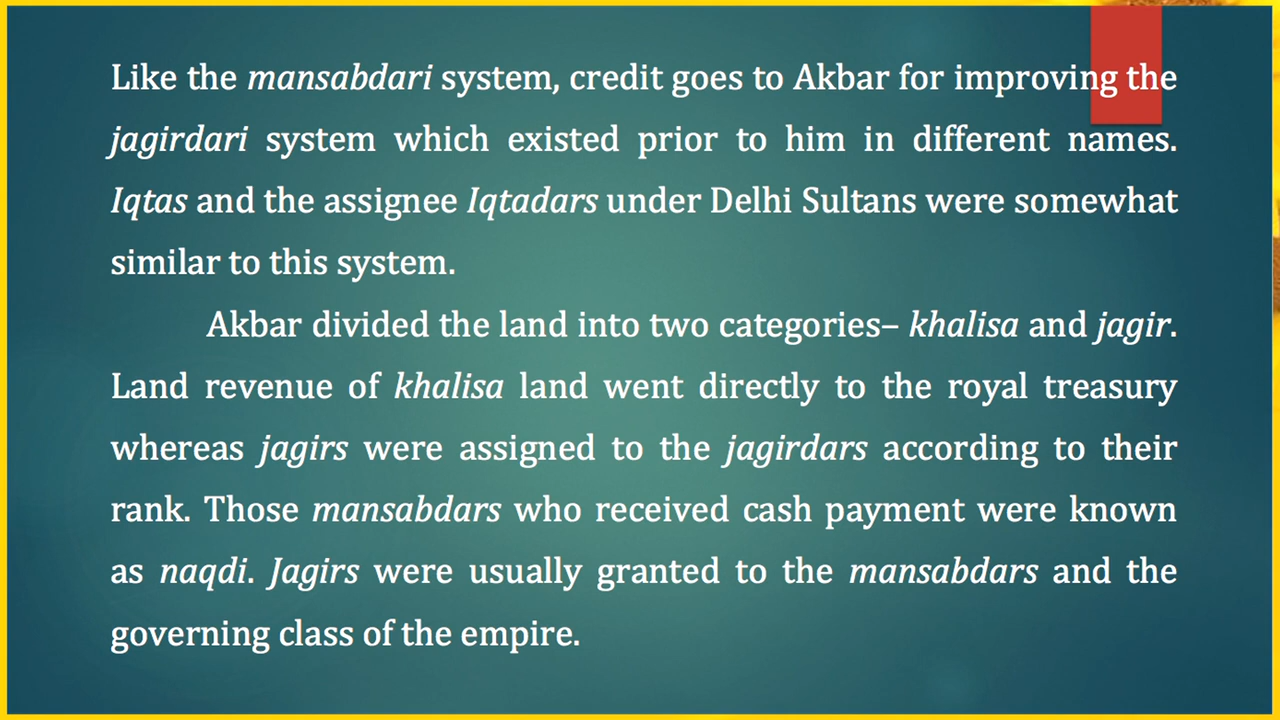 Like the mansabdari system, credit goes to Akbar for improving the
jagirdari system which existed prior to him in different names.
Iqtas and the assignee Iqtadars under Delhi Sultans were somewhat
similar to this system.
Akbar divided the land into two categories– khalisa and jagir.
Land revenue of khalisa land went directly to the royal treasury
whereas jagirs were assigned to the jagirdars according to their
rank. Those mansabdars who received cash payment were known
as naqdi. Jagirs were usually granted to the mansabdars and the
governing class of the empire.